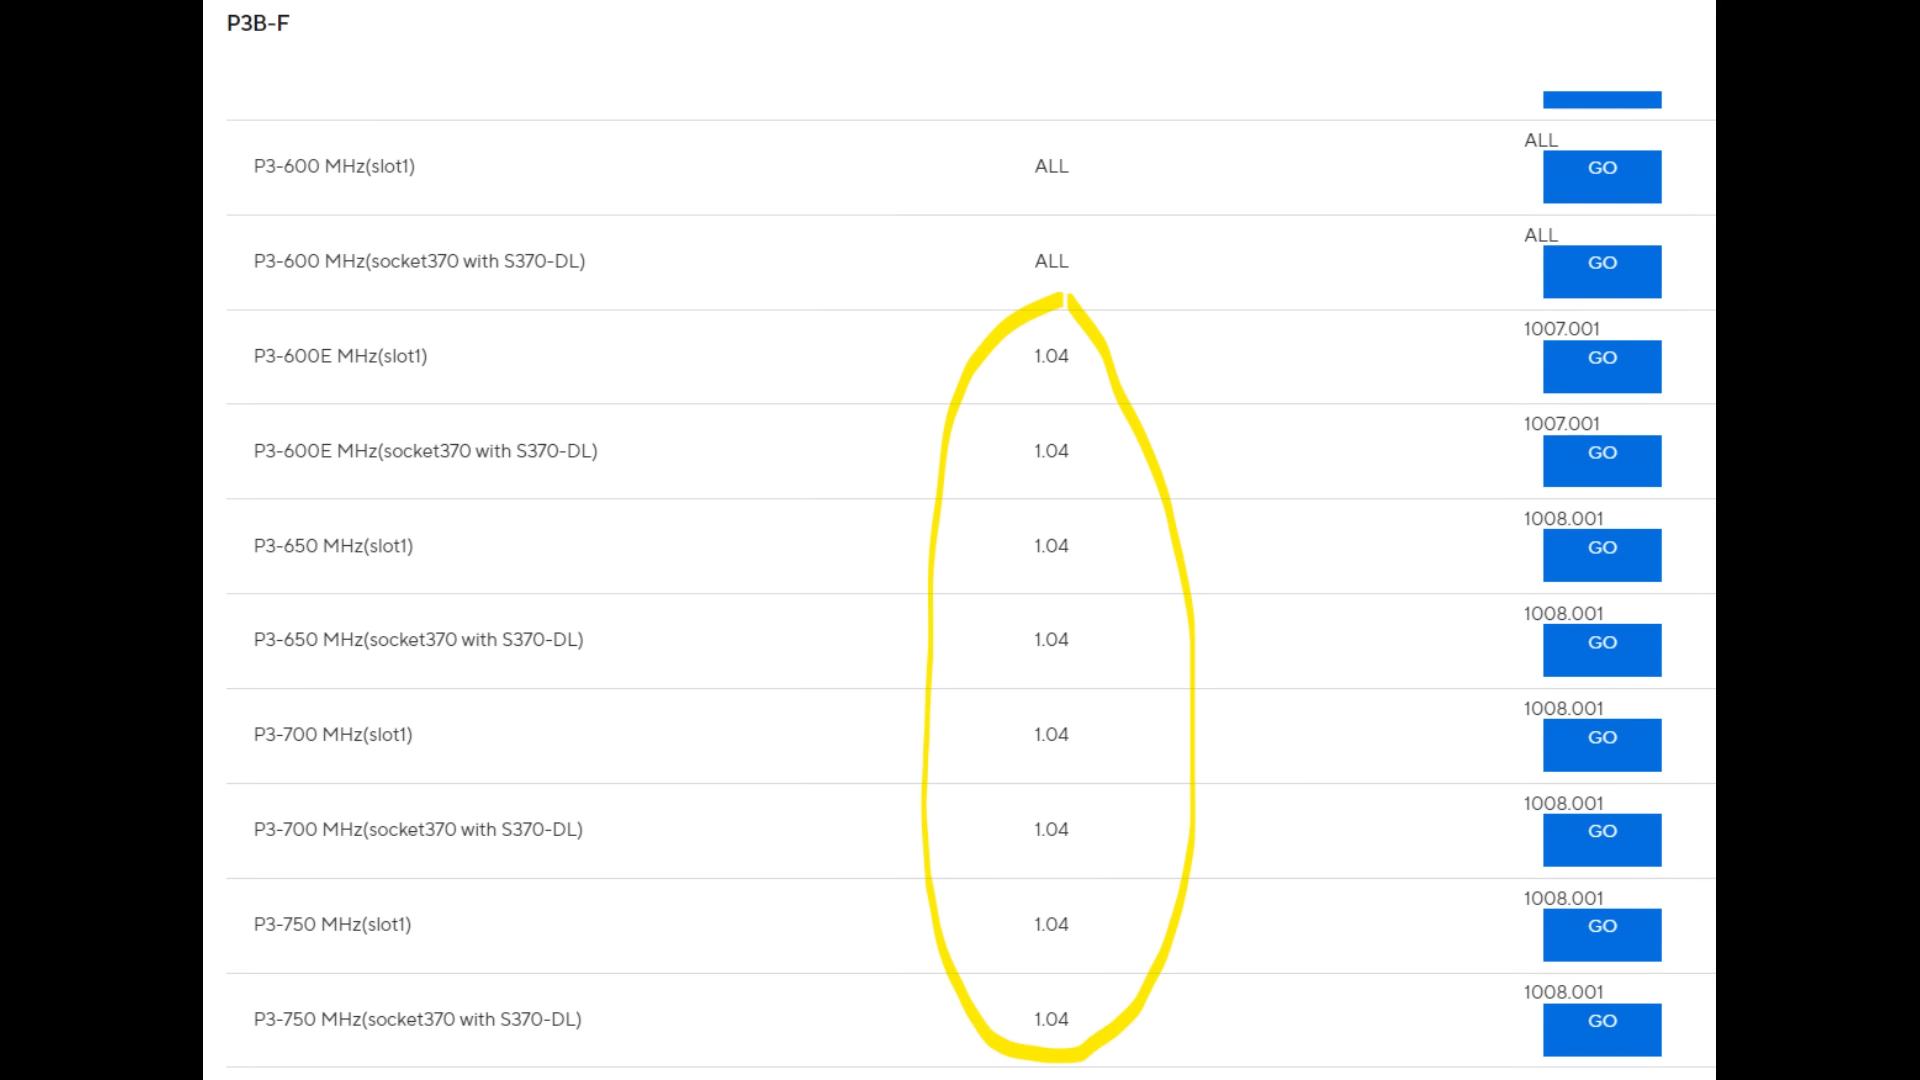 P3B-F
ALL
P3-600 MHz(slot1) ALL GO
ALL
P3-600 MHz(socket370 with S370-DL) ALL GO
1007.001
P3-600E MHz(slot1) 1.04 GO
1007.001
P3-600E MHz(socket370 with S370-DL) 1.04 GO
1008.001
P3-650 MHz(slot1) 1.04 GO
1008.001
P3-650 MHz(socket370 with S370-DL) 1.04 GO
1008.001
P3-700 MHz(slot1) 1.04 GO
1008.001
P3-700 MHz(socket370 with S370-DL) 1.04 GO
1008.001
P3-750 MHz(slot1) 1.04 GO
1008.001
P3-750 MHz(socket370 with S370-DL) 1.04 GO